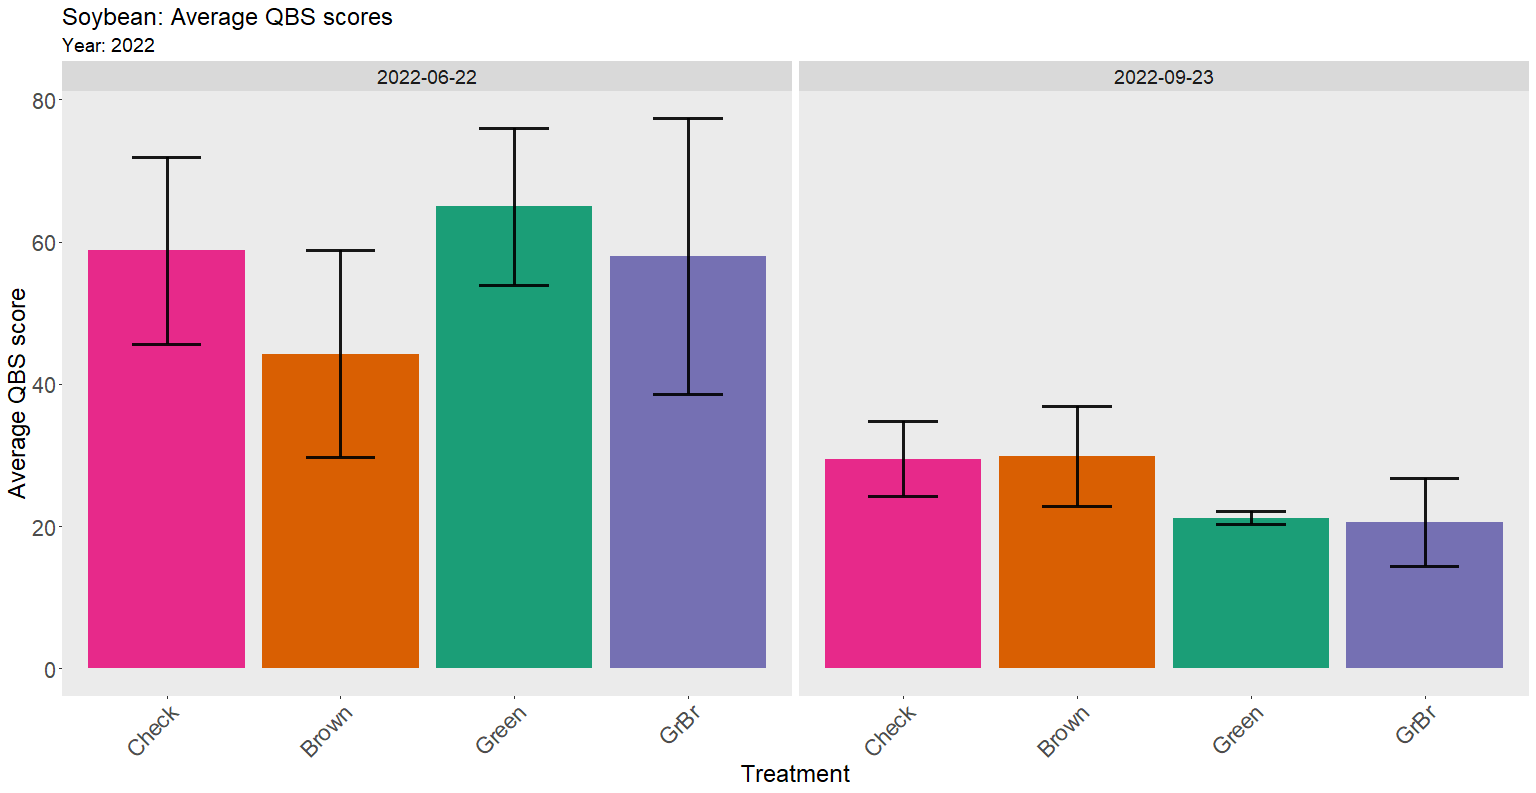 Soybean: Average QBS scores
Year: 2022
2022-06-22 2022-09-23
Average QBS score
80
60
40
20
0
Check Brown Green GrBr Check Brown Green GrBr
Treatment